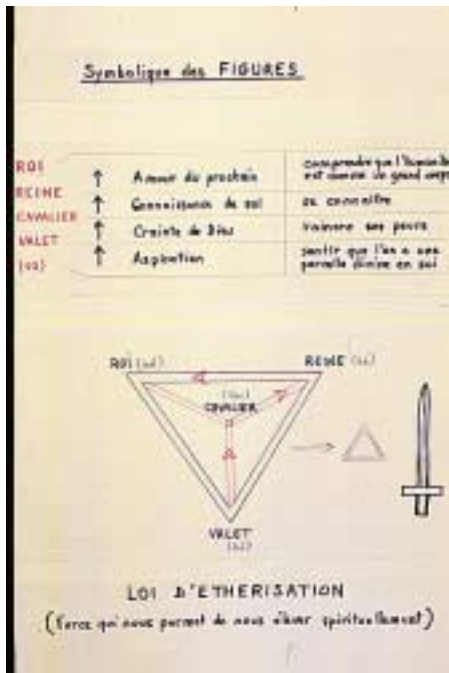 Symbolique des FIGURES
ROI
Amour du prochain
comprendre que l'humanité
est comme un grand corps
REINE
Connaissance de soi
se connaître
CAVALIER
Crainte de Dieu
vaincre ses peurs
VALET
Aspiration
sentir que l'on a une
parcelle divine en soi
ROI
REINE
CAVALIER
VALET
LOI D'ETHERISATION
(Force qui nous permet de nous élever spirituellement)